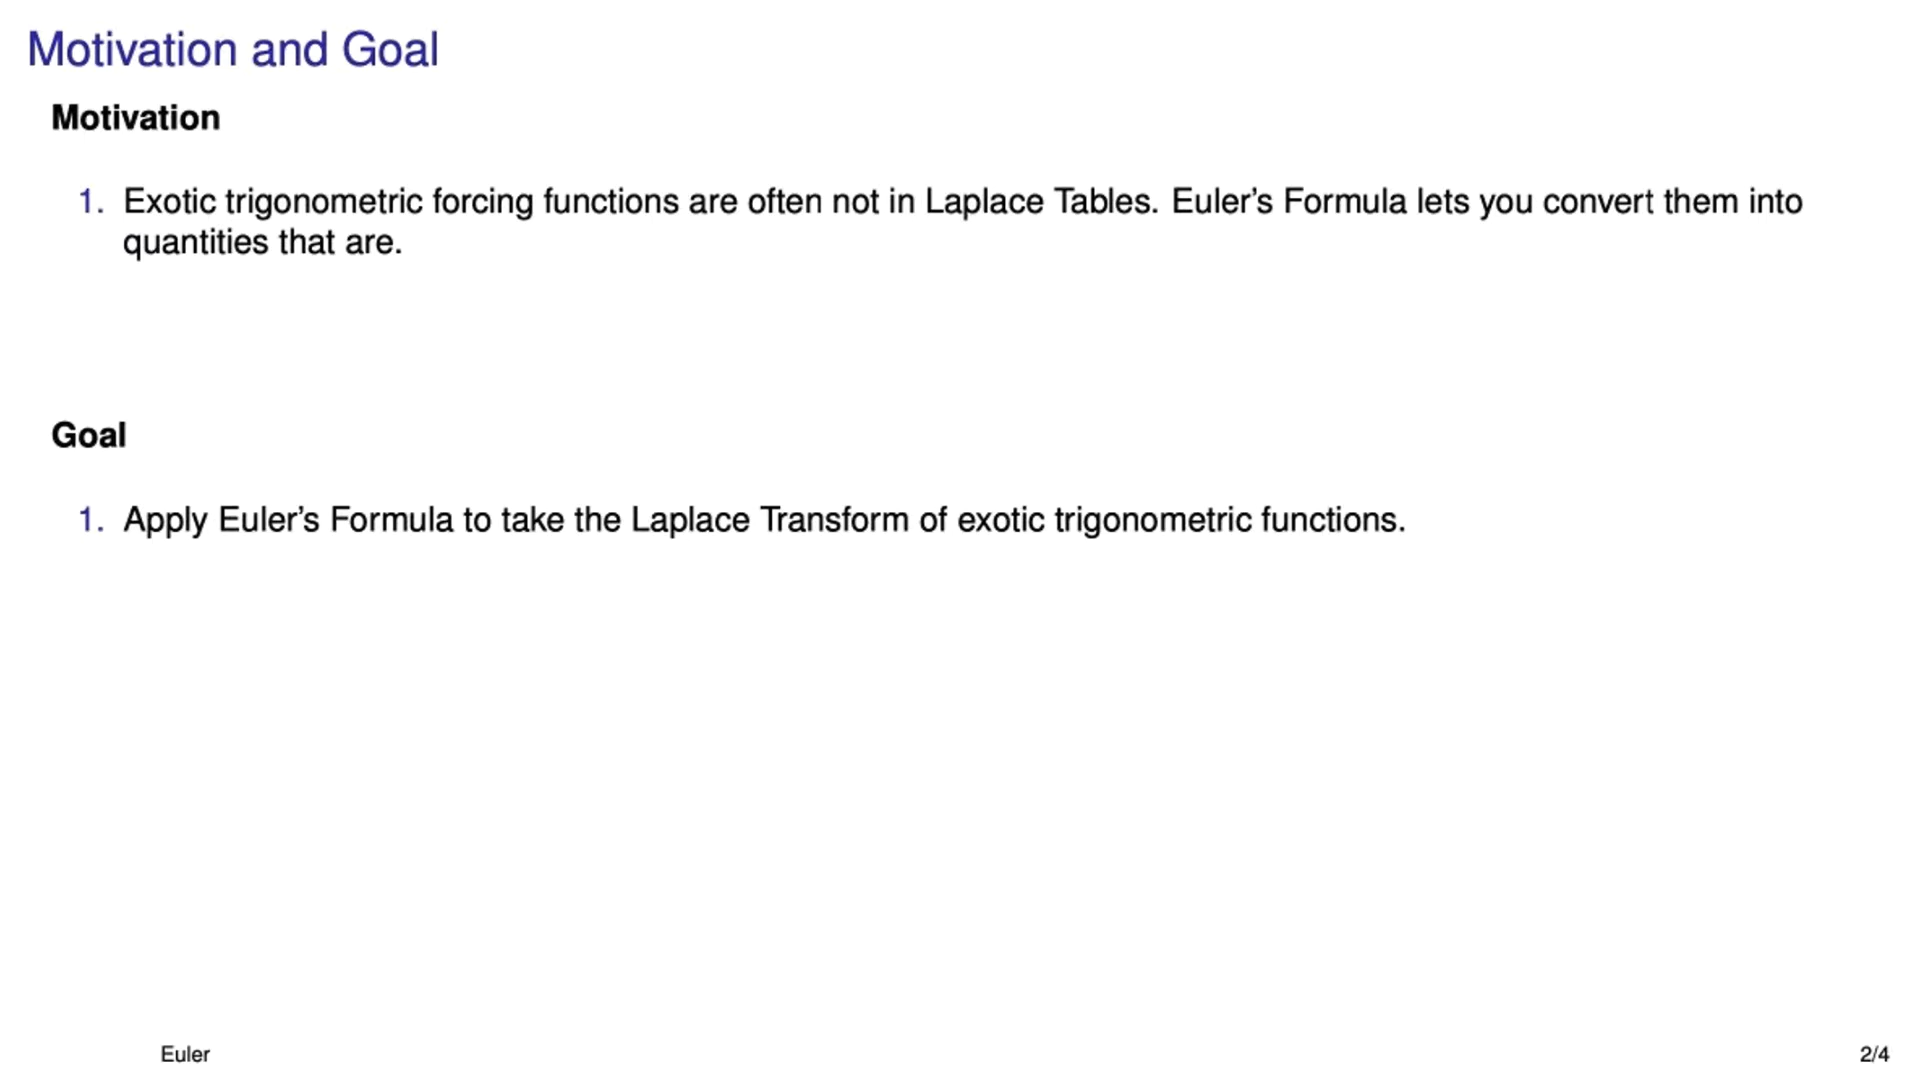 Motivation and Goal
Motivation
1. Exotic trigonometric forcing functions are often not in Laplace Tables. Euler's Formula lets you convert them into
quantities that are.
Goal
1. Apply Euler's Formula to take the Laplace Transform of exotic trigonometric functions.
Euler
2/4